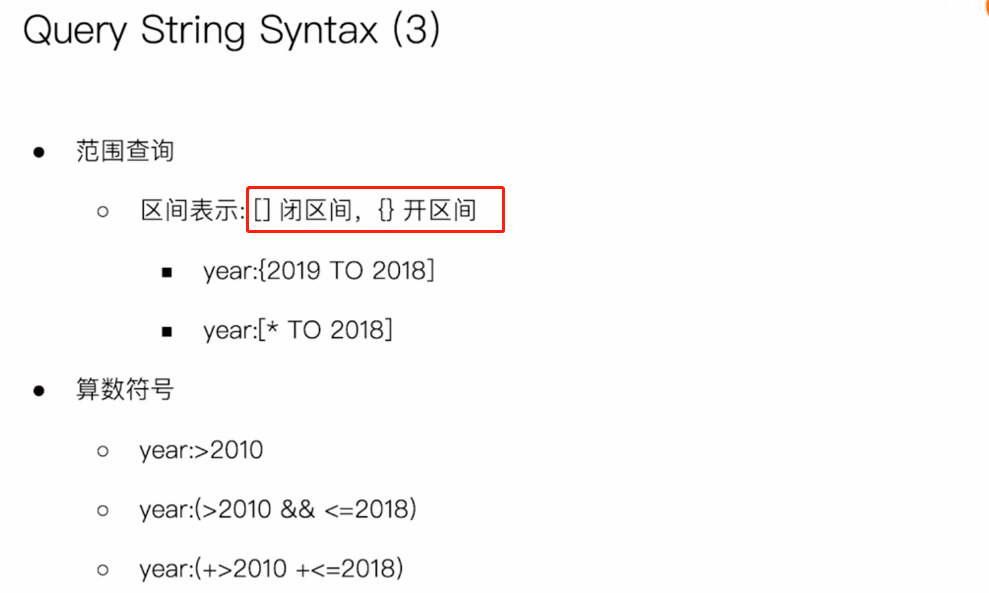 Query String Syntax (3)
范围查询
区间表示:[] 闭区间，{} 开区间
year:{2019 TO 2018]
year:[* TO 2018]
算数符号
year:>2010
year:(>2010 && <=2018)
year:(+>2010 +<=2018)